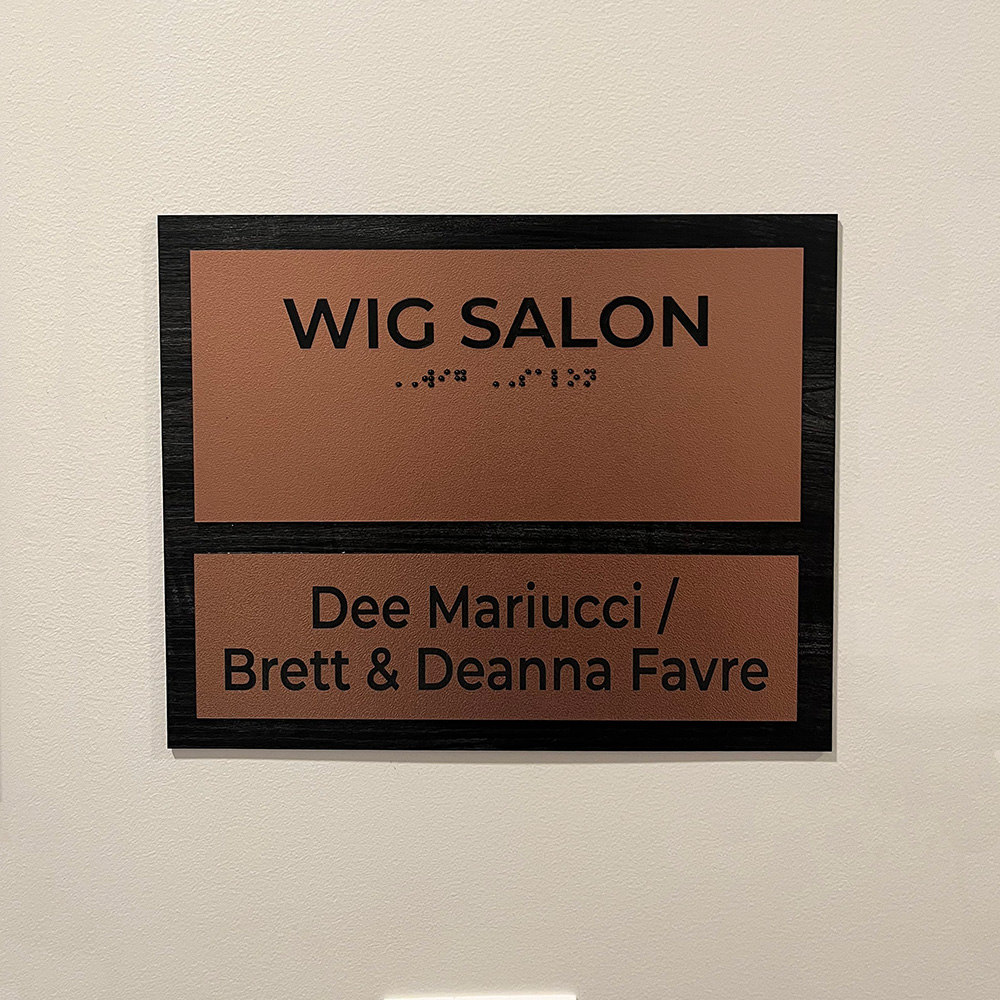 WIG SALON
⠠⠠⠺⠊⠛ ⠠⠠⠎⠁⠇⠕⠝
Dee Mariucci /
Brett & Deanna Favre